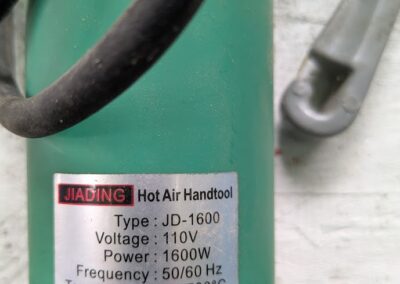 JIADING Hot Air Handtool
Type : JD-1600
Voltage : 110V
Power : 1600W
Frequency : 50/60 Hz